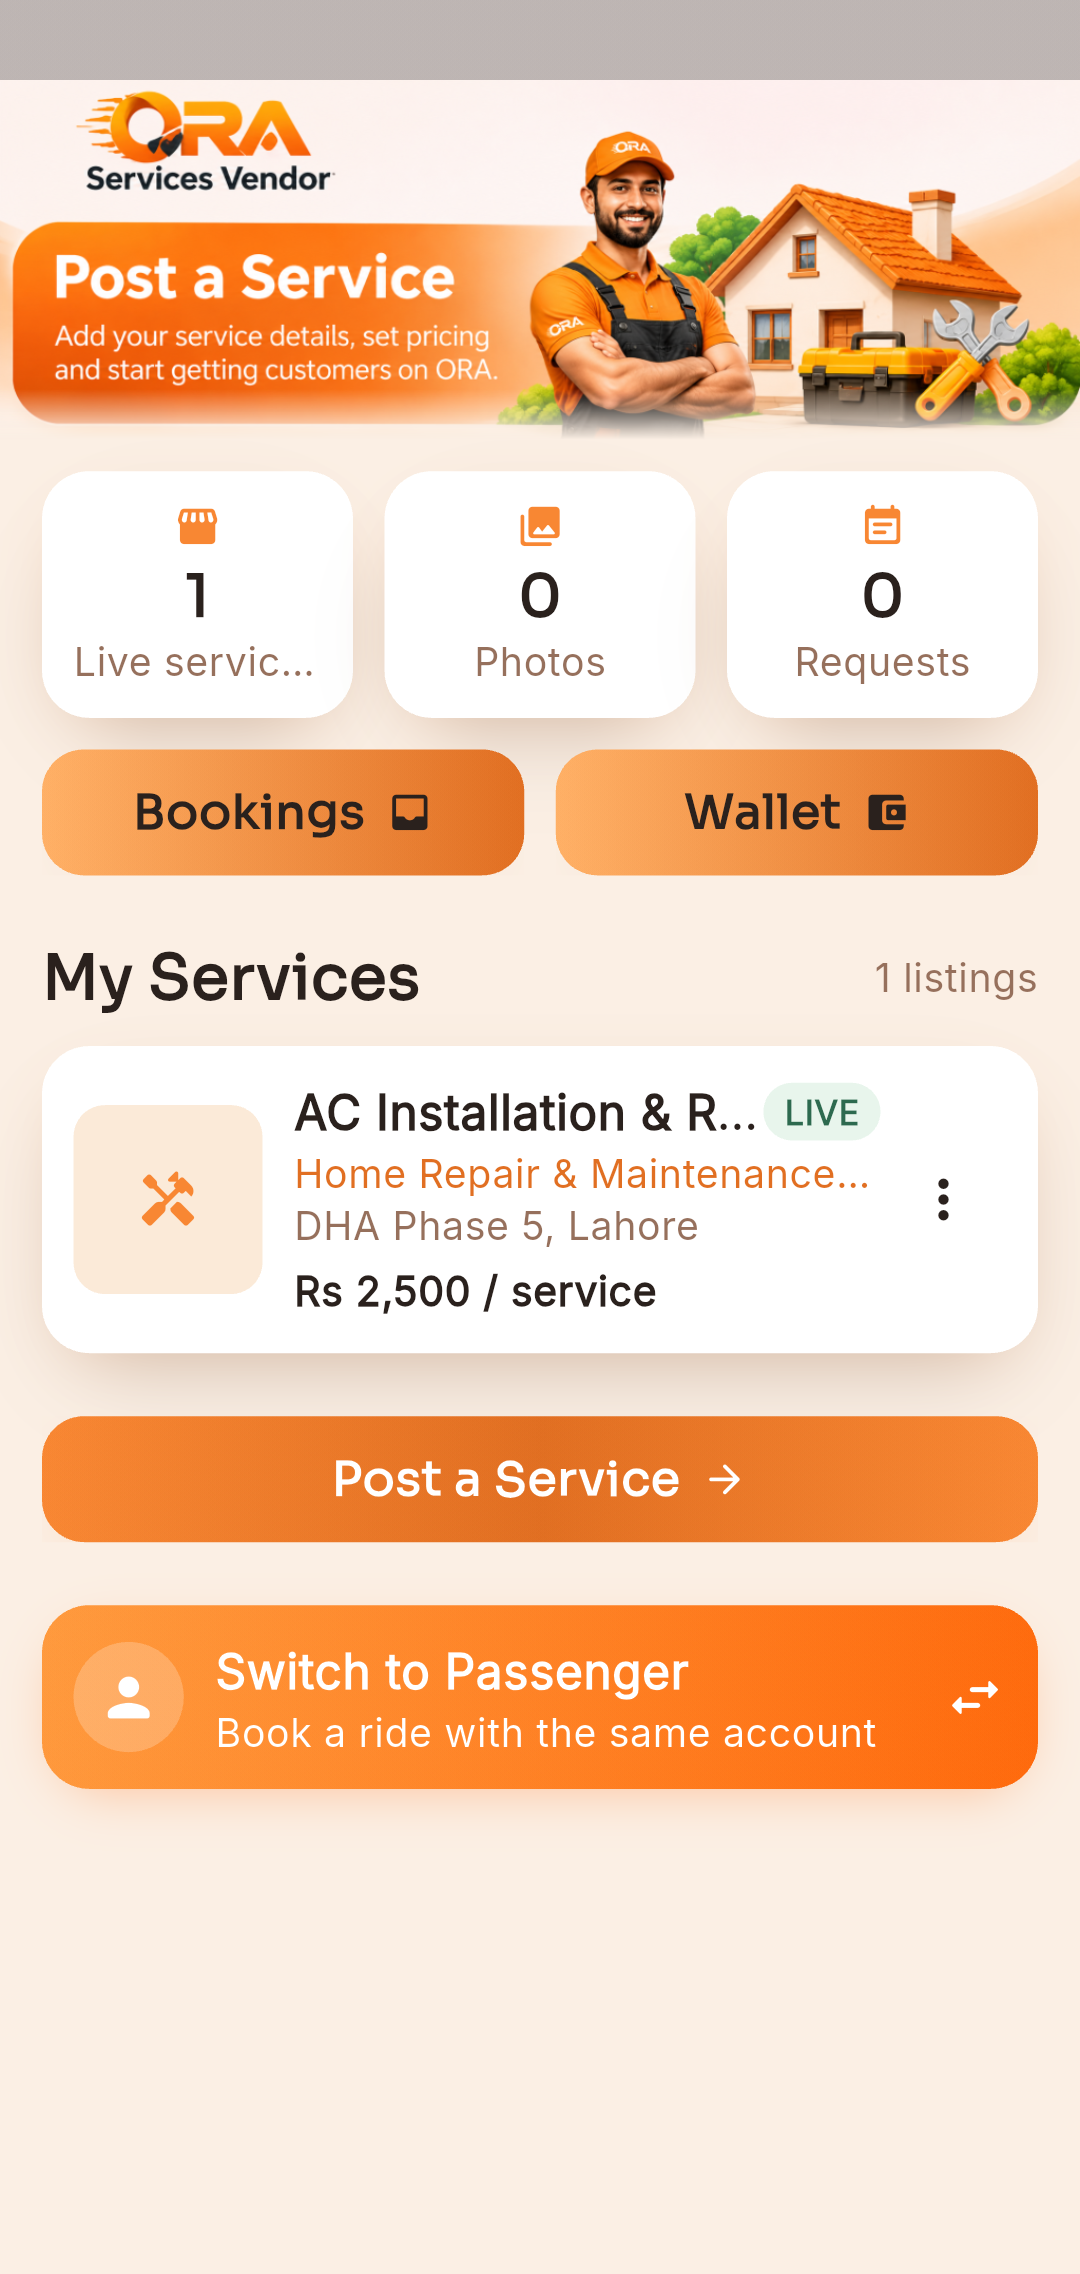 ORA
Services Vendor
Post a Service
Add your service details, set pricing
and start getting customers on ORA.
ORA
ORA
1
Live servic...
0
Photos
0
Requests
Bookings
Wallet
My Services
1 listings
AC Installation & R...
LIVE
Home Repair & Maintenance...
DHA Phase 5, Lahore
Rs 2,500 / service
Post a Service
Switch to Passenger
Book a ride with the same account